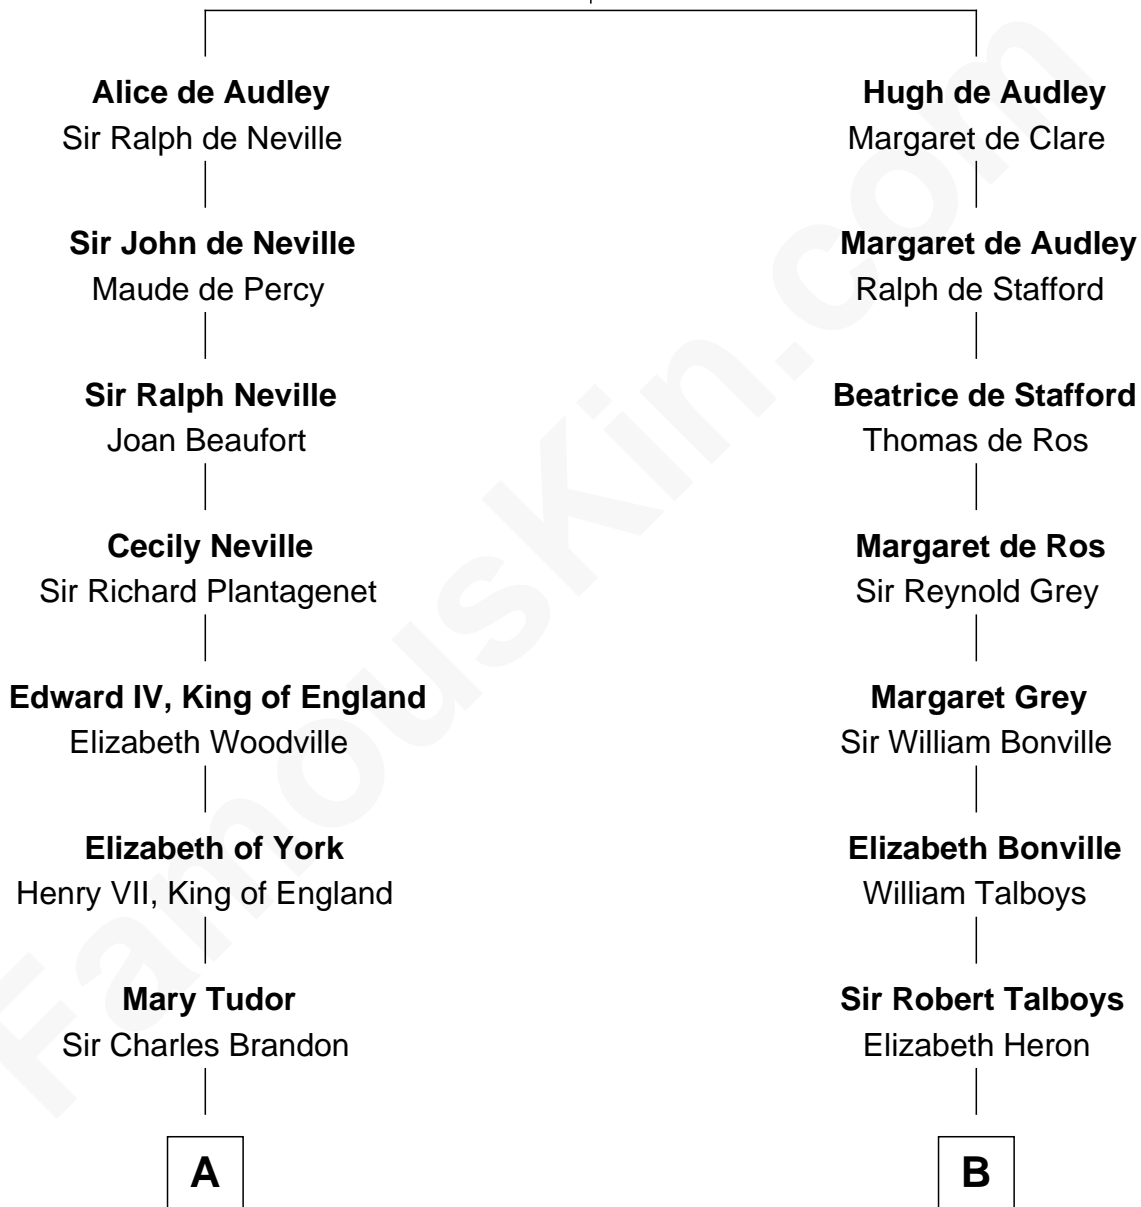 Alice de Audley
Sir Ralph de Neville
Hugh de Audley
Margaret de Clare
Sir John de Neville
Maude de Percy
Margaret de Audley
Ralph de Stafford
Sir Ralph Neville
Joan Beaufort
Beatrice de Stafford
Thomas de Ros
Cecily Neville
Sir Richard Plantagenet
Margaret de Ros
Sir Reynold Grey
Edward IV, King of England
Elizabeth Woodville
Margaret Grey
Sir William Bonville
Elizabeth of York
Henry VII, King of England
Elizabeth Bonville
William Talboys
Mary Tudor
Sir Charles Brandon
Sir Robert Talboys
Elizabeth Heron
A
B
FamousKin.com